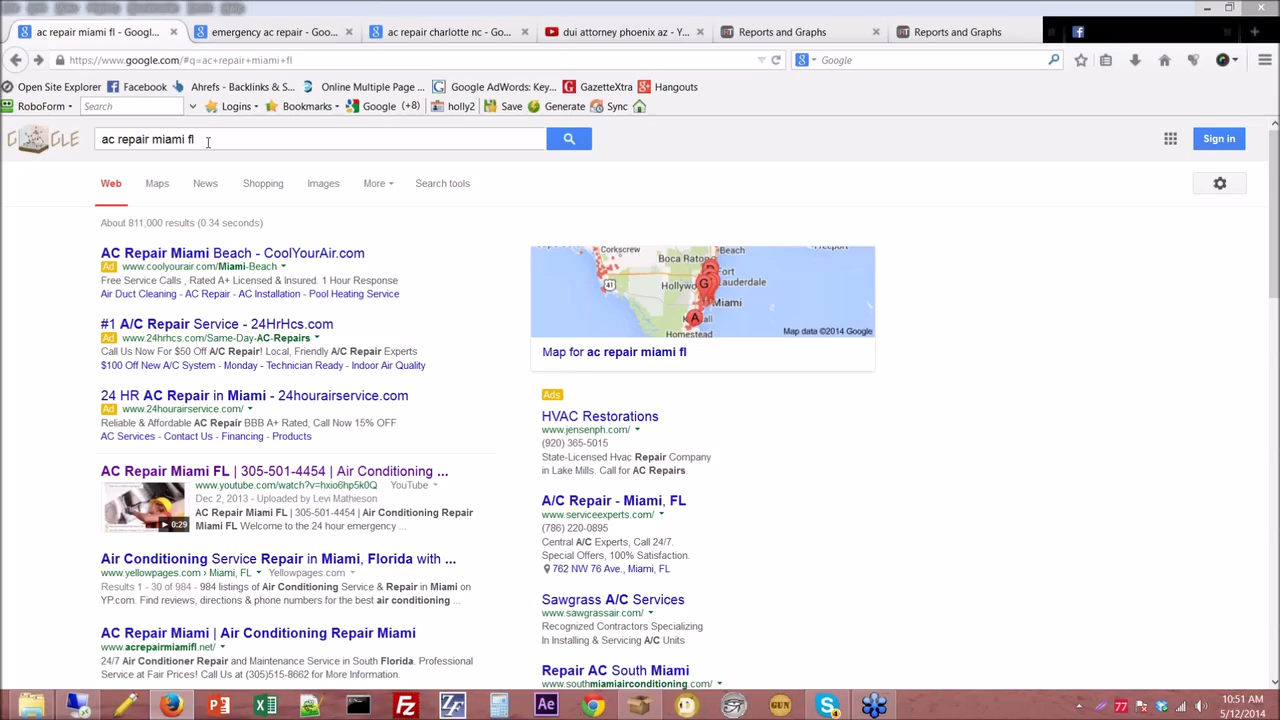 ac repair miami fl - Googl...
emergency ac repair - Goo...
ac repair charlotte nc - Go...
dui attorney phoenix az - Y...
Reports and Graphs
Reports and Graphs
https://www.google.com/#q=ac+repair+miami+fl
Google
Open Site Explorer
Facebook
Ahrefs - Backlinks & S...
Online Multiple Page ...
Google AdWords: Key...
GazetteXtra
Hangouts
RoboForm
Search
Logins
Bookmarks
Google (+8)
holly2
Save
Generate
Sync
ac repair miami fl
Sign in
Web
Maps
News
Shopping
Images
More
Search tools
About 811,000 results (0.34 seconds)
AC Repair Miami Beach - CoolYourAir.com
Ad www.coolyourair.com/Miami-Beach
Free Service Calls , Rated A+ Licensed & Insured. 1 Hour Response
Air Duct Cleaning - AC Repair - AC Installation - Pool Heating Service
#1 A/C Repair Service - 24HrHcs.com
Ad www.24hrhcs.com/Same-Day-AC-Repairs
Call Us Now For $50 Off A/C Repair! Local, Friendly A/C Repair Experts
$100 Off New A/C System - Monday - Technician Ready - Indoor Air Quality
24 HR AC Repair in Miami - 24hourairservice.com
Ad www.24hourairservice.com/
Reliable & Affordable AC Repair BBB A+ Rated, Call Now 15% OFF
AC Services - Contact Us - Financing - Products
AC Repair Miami FL | 305-501-4454 | Air Conditioning ...
www.youtube.com/watch?v=hxio6hp5k0Q YouTube
Dec 2, 2013 - Uploaded by Levi Mathieson
AC Repair Miami FL | 305-501-4454 | Air Conditioning Repair
Miami FL Welcome to the 24 hour emergency ...
0:29
Air Conditioning Service Repair in Miami, Florida with ...
www.yellowpages.com › Miami, FL Yellowpages.com
Results 1 - 30 of 984 - 984 listings of Air Conditioning Service & Repair in Miami on
YP.com. Find reviews, directions & phone numbers for the best air conditioning ...
AC Repair Miami | Air Conditioning Repair Miami
www.acrepairmiamifl.net/
24/7 Air Conditioner Repair and Maintenance Service in South Florida. Professional
Service at Fair Prices! Call Us at (305)515-8662 for More Information.
Corkscrew
Beach
Freeport
Boca Raton
41
Fort
Lauderdale
Hollywo
G
Miami
A
Kendall
Homestead
Map data ©2014 Google
Map for ac repair miami fl
Ads
HVAC Restorations
www.jensenph.com/
(920) 365-5015
State-Licensed Hvac Repair Company
in Lake Mills. Call for AC Repairs.
A/C Repair - Miami, FL
www.serviceexperts.com/
(786) 220-0895
Central A/C Experts, Call 24/7.
Special Offers, 100% Satisfaction.
762 NW 76 Ave., Miami, FL
Sawgrass A/C Services
www.sawgrassair.com/
Recognized Contractors Specializing
In Installing & Servicing A/C Units
Repair AC South Miami
www.southmiamiairconditioning.com/
Ae
GUN
4
77
10:51 AM
5/12/2014